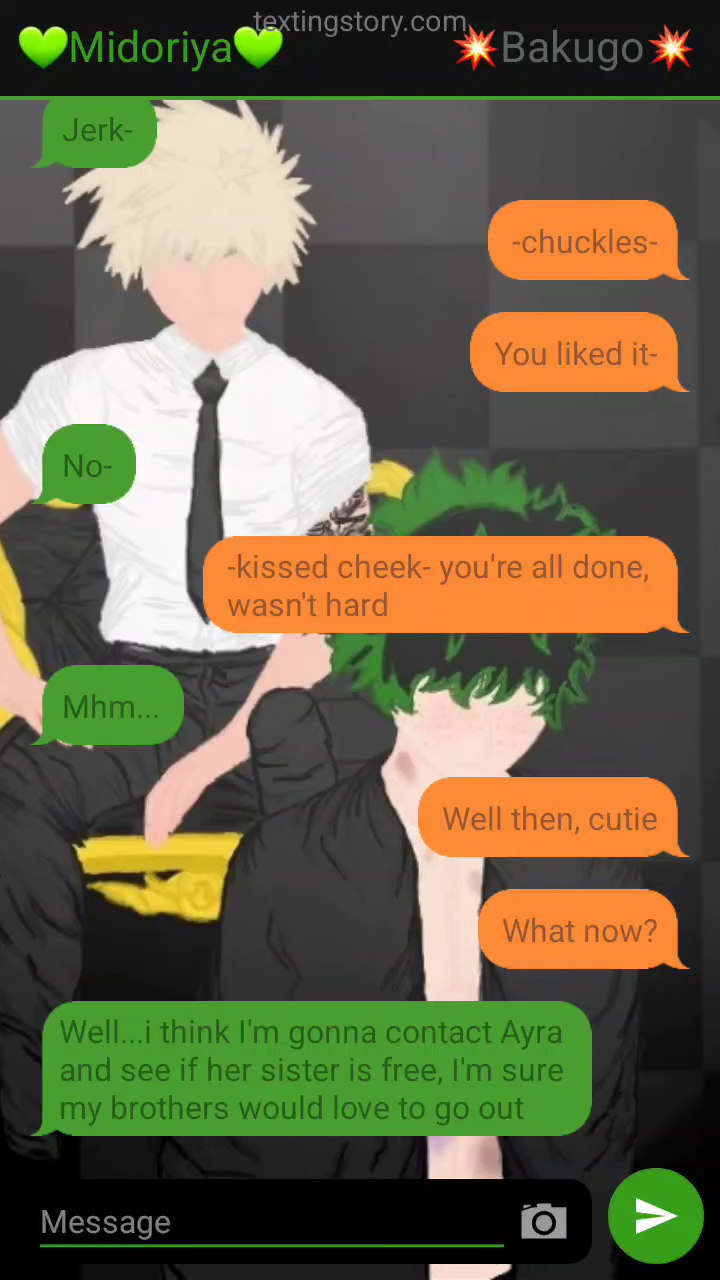 textingstory.com
💚Midoriya💚
💥Bakugo💥
Jerk-
-chuckles-
You liked it-
No-
-kissed cheek- you're all done,
wasn't hard
Mhm...
Well then, cutie
What now?
Well...i think I'm gonna contact Ayra
and see if her sister is free, I'm sure
my brothers would love to go out
Message